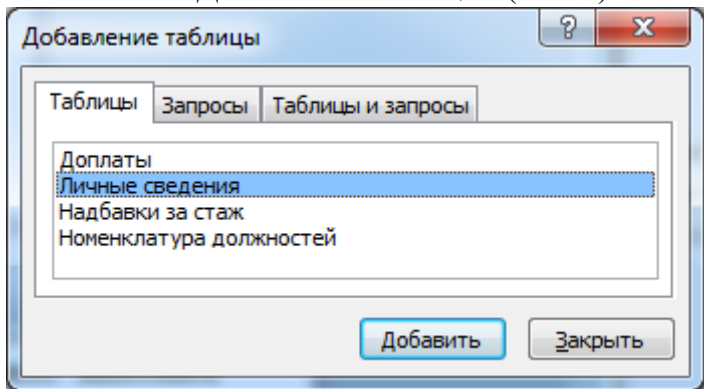 Добавление таблицы
Таблицы Запросы Таблицы и запросы
Доплаты
Личные сведения
Надбавки за стаж
Номенклатура должностей
Добавить Закрыть